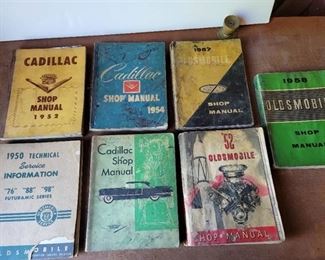 CADILLAC
SHOP
MANUAL
1952
Cadillac
SHOP MANUAL
1954
1957
OLDSMOBILE
SHOP
MANUAL
1958
OLDSMOBILE
SHOP
MANUAL
1950 TECHNICAL
Service
INFORMATION
"76" "88" "98"
FUTURAMIC SERIES
OLDSMOBILE
Cadillac
Shop
Manual
'52
OLDSMOBILE
SHOP MANUAL